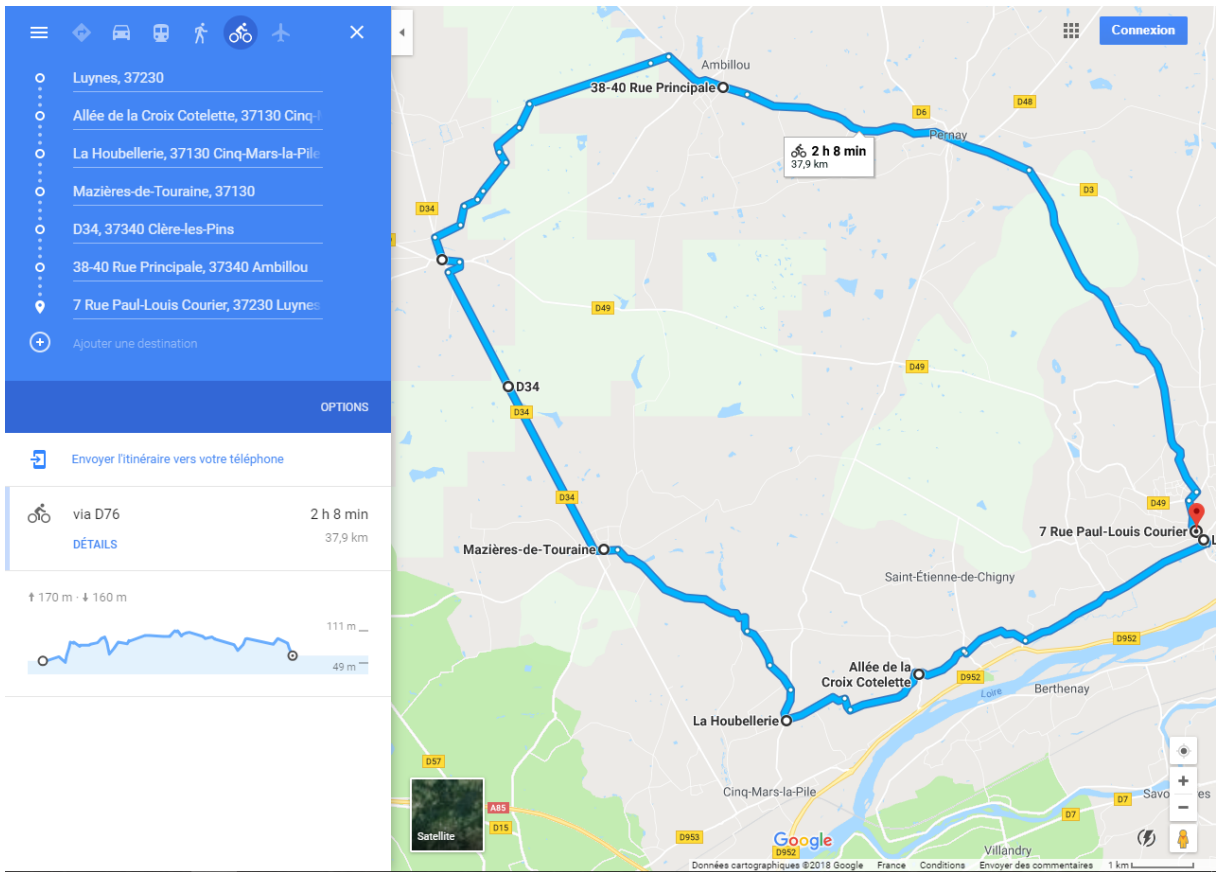 Luynes, 37230
Allée de la Croix Cotelette, 37130 Cinq-
La Houbellerie, 37130 Cinq-Mars-la-Pile
Mazières-de-Touraine, 37130
D34, 37340 Clère-les-Pins
38-40 Rue Principale, 37340 Ambillou
7 Rue Paul-Louis Courier, 37230 Luynes
Ajouter une destination
OPTIONS
Envoyer l'itinéraire vers votre téléphone
via D76
2 h 8 min
DÉTAILS
37,9 km
170 m · 160 m
111 m
49 m
Connexion
Ambillou
38-40 Rue Principale
D6
D48
Pernay
2 h 8 min
37,9 km
D3
D34
D49
D49
D34
D34
D34
D49
7 Rue Paul-Louis Courier
L
Mazières-de-Touraine
Saint-Étienne-de-Chigny
D952
Allée de la
Croix Cotelette
D952
Loire
Berthenay
La Houbellerie
D57
Cinq-Mars-la-Pile
A85
D15
D7
Savo
es
D7
Satellite
D953
Google
D952
Villandry
Données cartographiques ©2018 Google
France
Conditions
Envoyer des commentaires
1 km